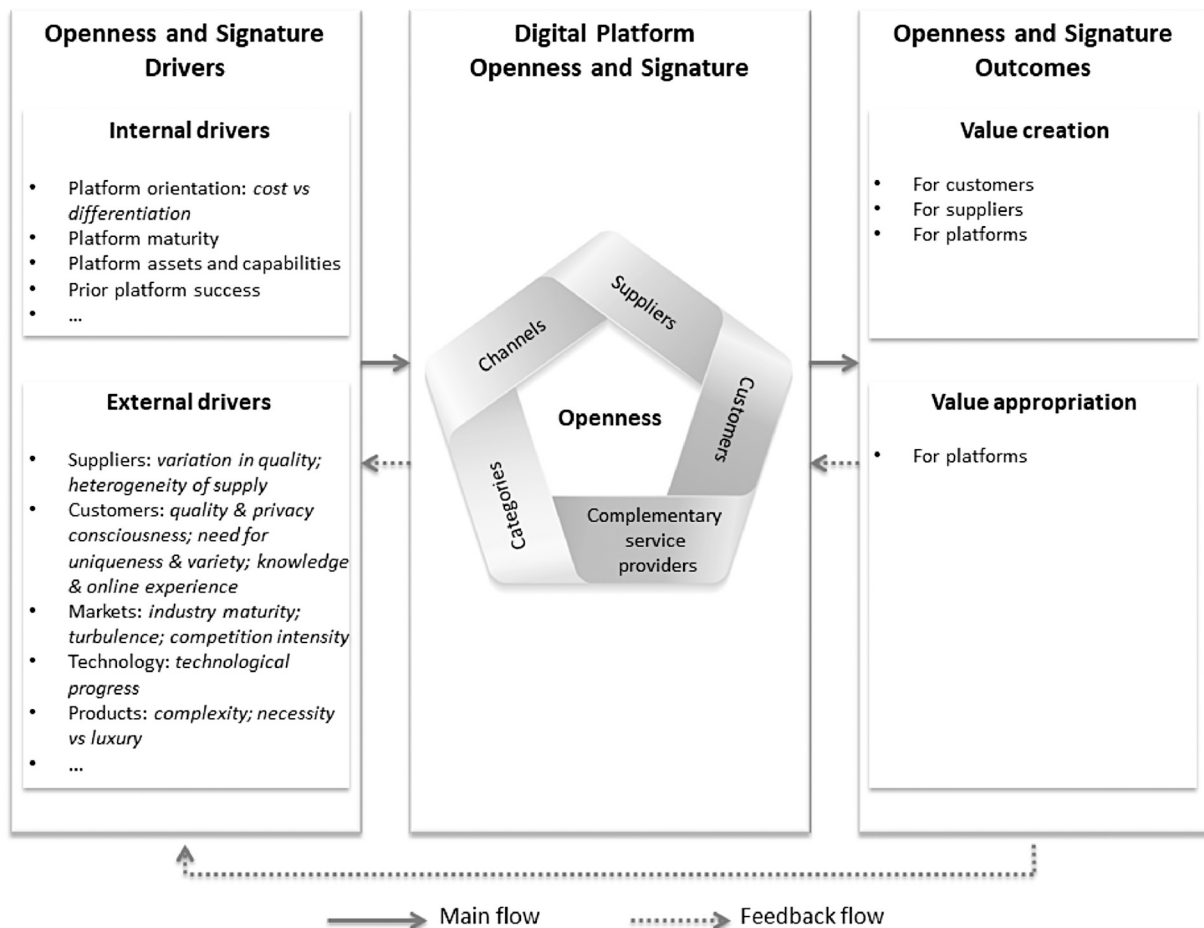 Openness and Signature
Drivers
Internal drivers
• Platform orientation: cost vs
differentiation
• Platform maturity
• Platform assets and capabilities
• Prior platform success
• ...
External drivers
• Suppliers: variation in quality;
heterogeneity of supply
• Customers: quality & privacy
consciousness; need for
uniqueness & variety; knowledge
& online experience
• Markets: industry maturity;
turbulence; competition intensity
• Technology: technological
progress
• Products: complexity; necessity
vs luxury
• ...
Digital Platform
Openness and Signature
Suppliers
Channels
Customers
Openness
Categories
Complementary
service
providers
Openness and Signature
Outcomes
Value creation
• For customers
• For suppliers
• For platforms
Value appropriation
• For platforms
Main flow
Feedback flow